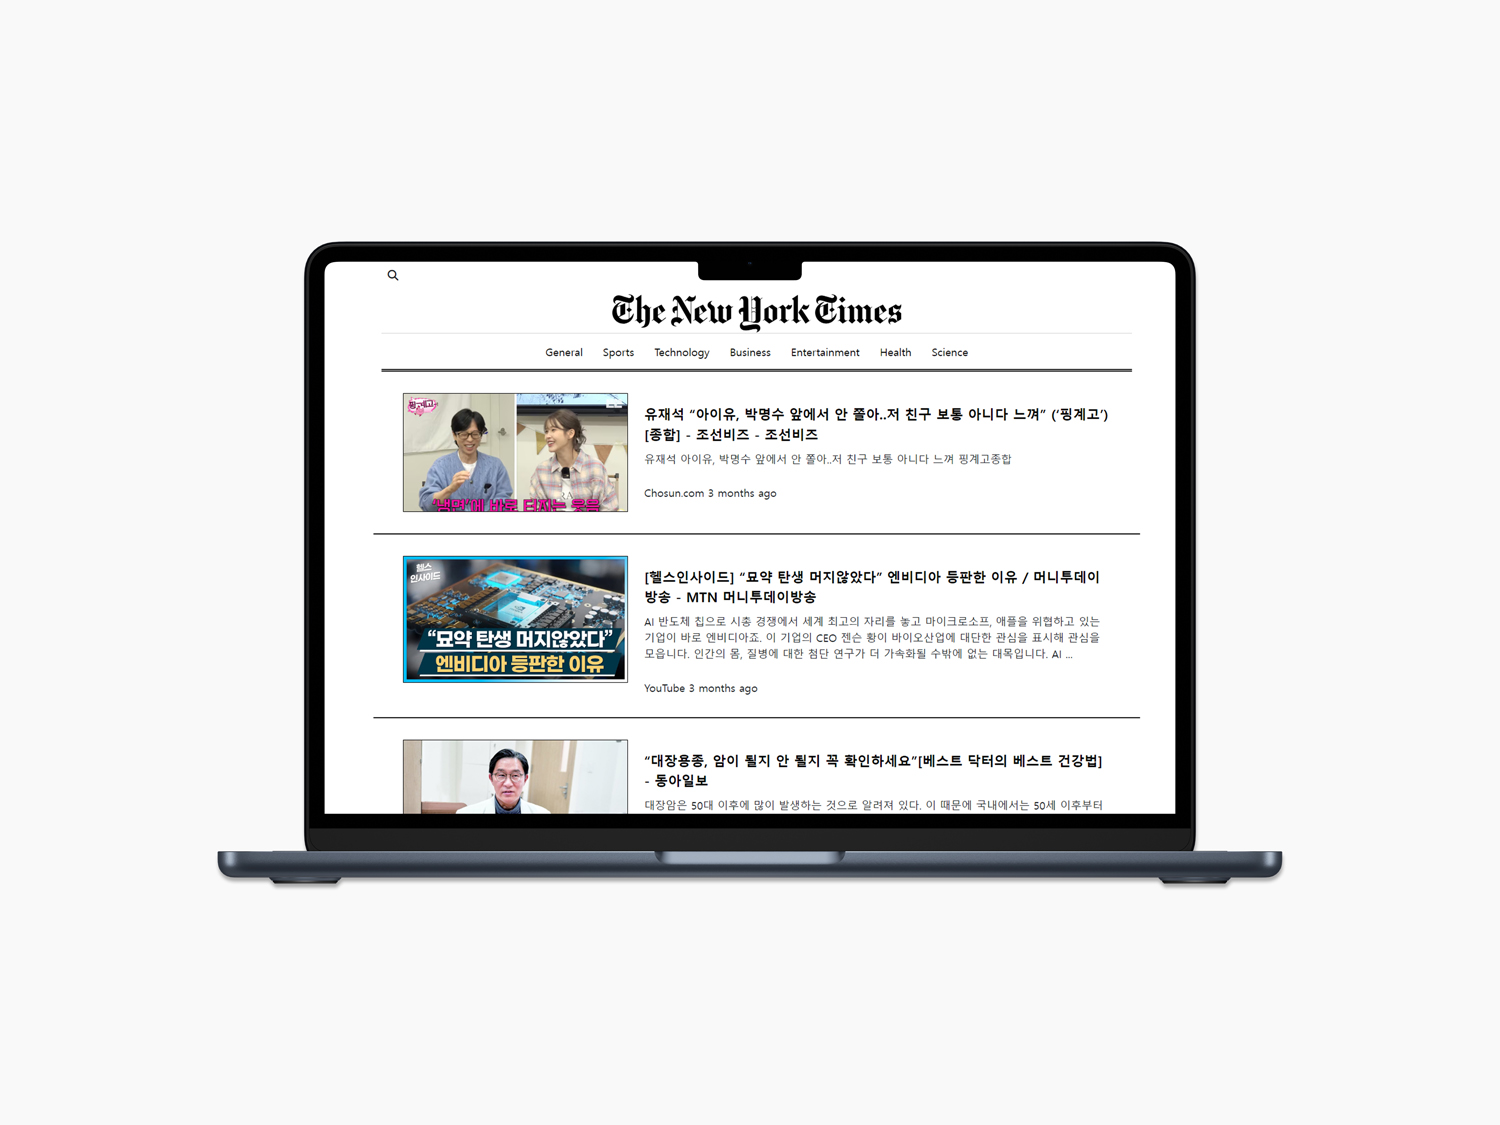 The New York Times
General Sports Technology Business Entertainment Health Science
핑계고
유재석 “아이유, 박명수 앞에서 안 쫄아..저 친구 보통 아니다 느껴” (‘핑계고’)
[종합] - 조선비즈 - 조선비즈
유재석 아이유, 박명수 앞에서 안 쫄아..저 친구 보통 아니다 느껴 핑계고종합
Chosun.com 3 months ago
'냉면'에 바로 터지는 웃음
헬스
인사이드
“묘약 탄생 머지않았다”
엔비디아 등판한 이유
[헬스인사이드] “묘약 탄생 머지않았다” 엔비디아 등판한 이유 / 머니투데이
방송 - MTN 머니투데이방송
AI 반도체 칩으로 시총 경쟁에서 세계 최고의 자리를 놓고 마이크로소프, 애플을 위협하고 있는
기업이 바로 엔비디아죠. 이 기업의 CEO 젠슨 황이 바이오산업에 대단한 관심을 표시해 관심을
모읍니다. 인간의 몸, 질병에 대한 첨단 연구가 더 가속화될 수밖에 없는 대목입니다. AI ...
YouTube 3 months ago
“대장용종, 암이 될지 안 될지 꼭 확인하세요”[베스트 닥터의 베스트 건강법]
- 동아일보
대장암은 50대 이후에 많이 발생하는 것으로 알려져 있다. 이 때문에 국내에서는 50세 이후부터